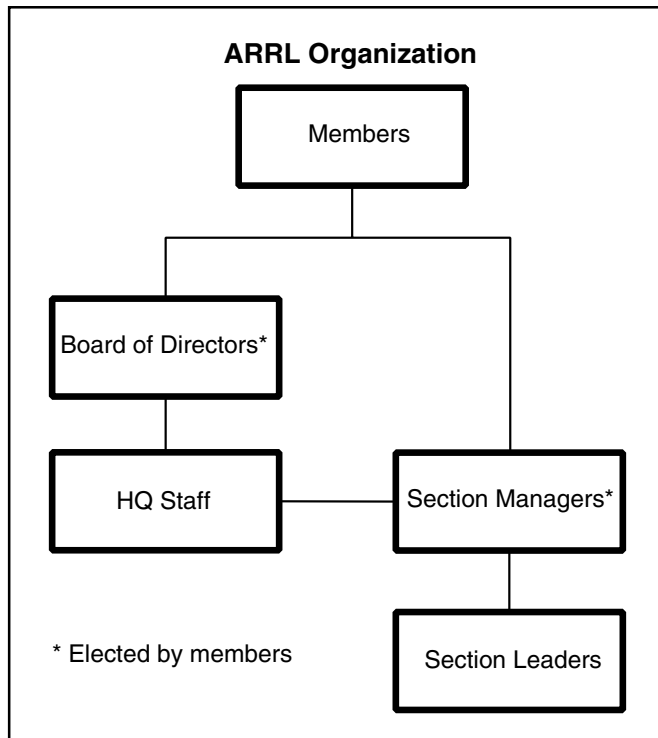 ARRL Organization
Members
Board of Directors*
HQ Staff
Section Managers*
Section Leaders
* Elected by members